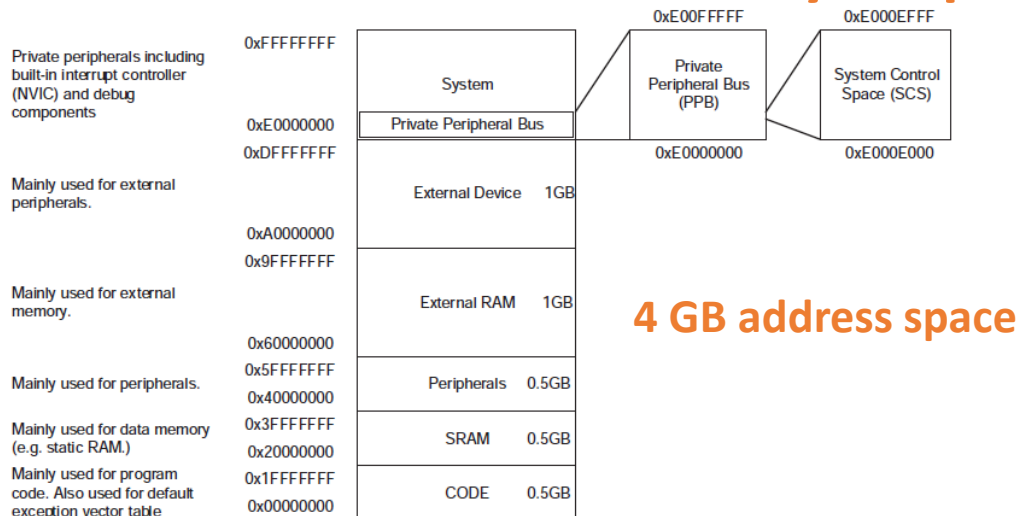 0xE00FFFFF
0xE000EFFF
0xFFFFFFFF
Private peripherals including
built-in interrupt controller
(NVIC) and debug
components
System
Private
Peripheral Bus
(PPB)
System Control
Space (SCS)
0xE0000000
Private Peripheral Bus
0xDFFFFFFF
0xE0000000
0xE000E000
Mainly used for external
peripherals.
External Device 1GB
0xA0000000
0x9FFFFFFF
Mainly used for external
memory.
External RAM 1GB
4 GB address space
0x60000000
0x5FFFFFFF
Mainly used for peripherals.
Peripherals 0.5GB
0x40000000
0x3FFFFFFF
Mainly used for data memory
(e.g. static RAM.)
SRAM 0.5GB
0x20000000
Mainly used for program
code. Also used for default
exception vector table
0x1FFFFFFF
CODE 0.5GB
0x00000000